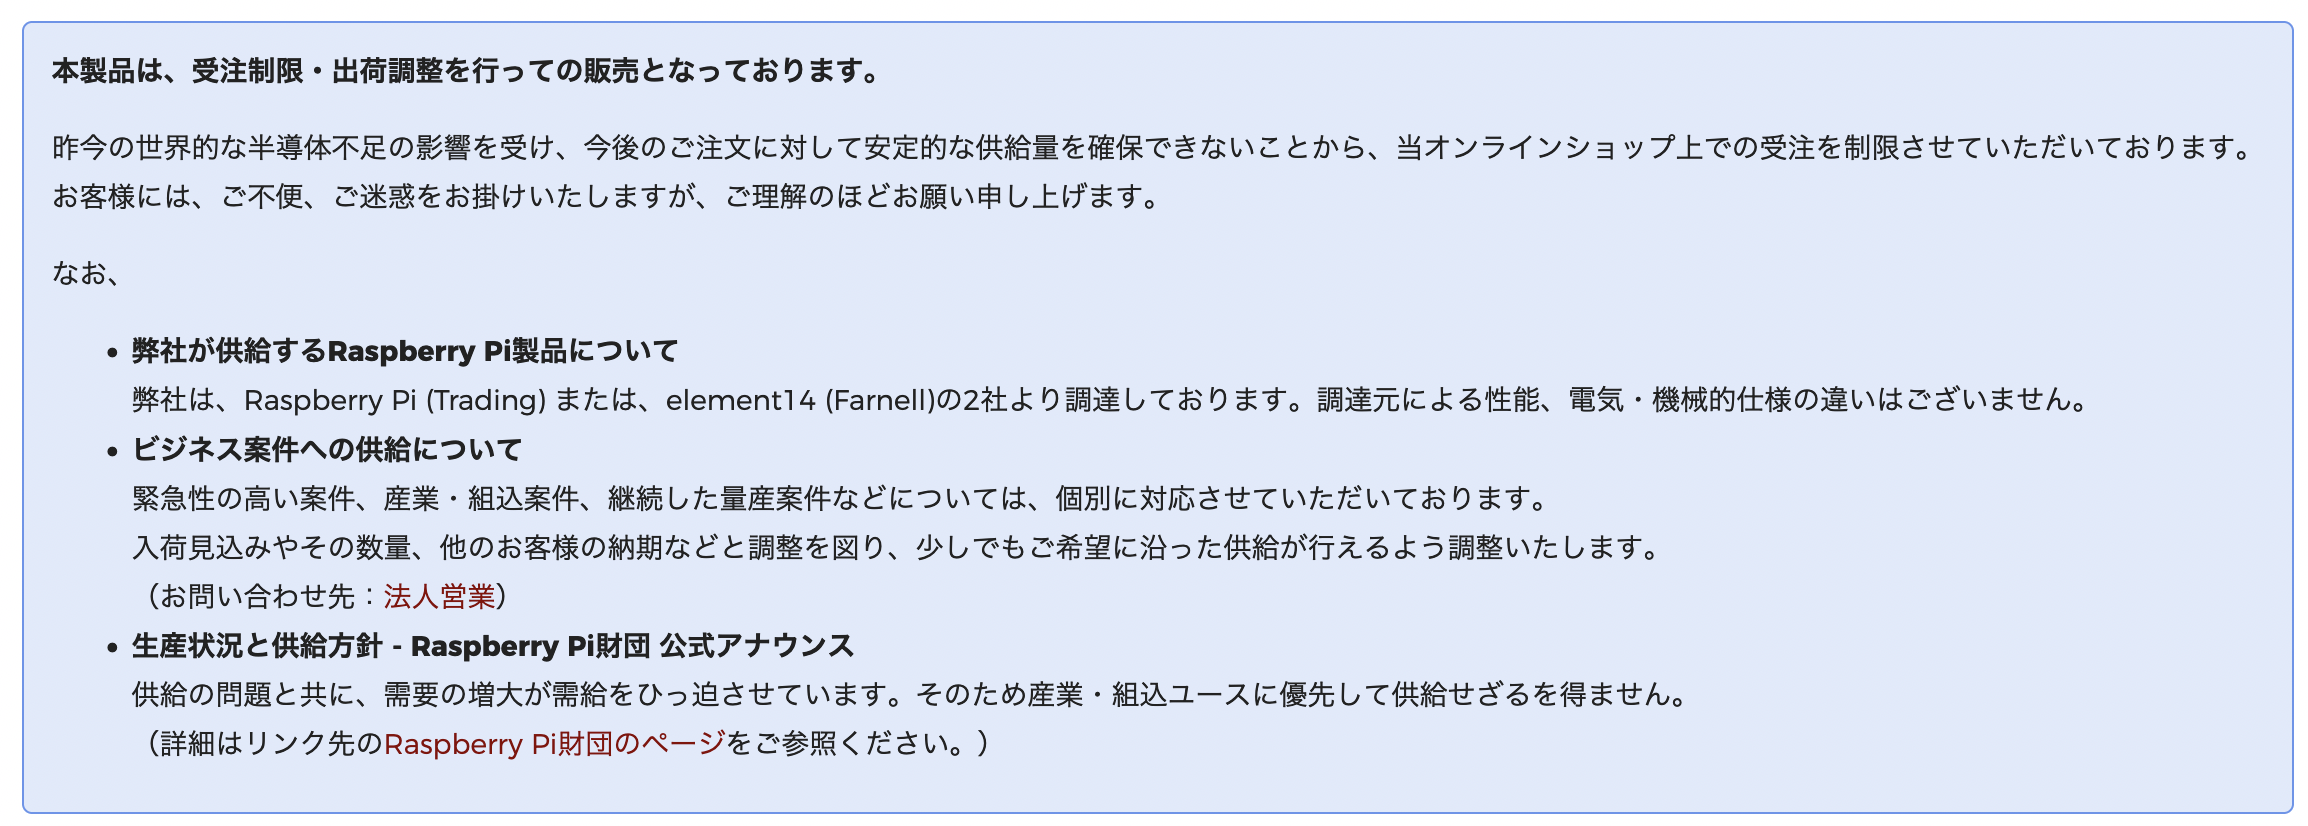 本製品は、受注制限・出荷調整を行っての販売となっております。
昨今の世界的な半導体不足の影響を受け、今後のご注文に対して安定的な供給量を確保できないことから、当オンラインショップ上での受注を制限させていただいております。
お客様には、ご不便、ご迷惑をお掛けいたしますが、ご理解のほどお願い申し上げます。
なお、
• 弊社が供給するRaspberry Pi製品について
弊社は、Raspberry Pi (Trading) または、element14 (Farnell)の2社より調達しております。調達元による性能、電気・機械的仕様の違いはございません。
• ビジネス案件への供給について
緊急性の高い案件、産業・組込案件、継続した量産案件などについては、個別に対応させていただいております。
入荷見込みやその数量、他のお客様の納期などと調整を図り、少しでもご希望に沿った供給が行えるよう調整いたします。
（お問い合わせ先：法人営業）
• 生産状況と供給方針 - Raspberry Pi財団 公式アナウンス
供給の問題と共に、需要の増大が需給をひっ迫させています。そのため産業・組込ユースに優先して供給せざるを得ません。
（詳細はリンク先のRaspberry Pi財団のページをご参照ください。）